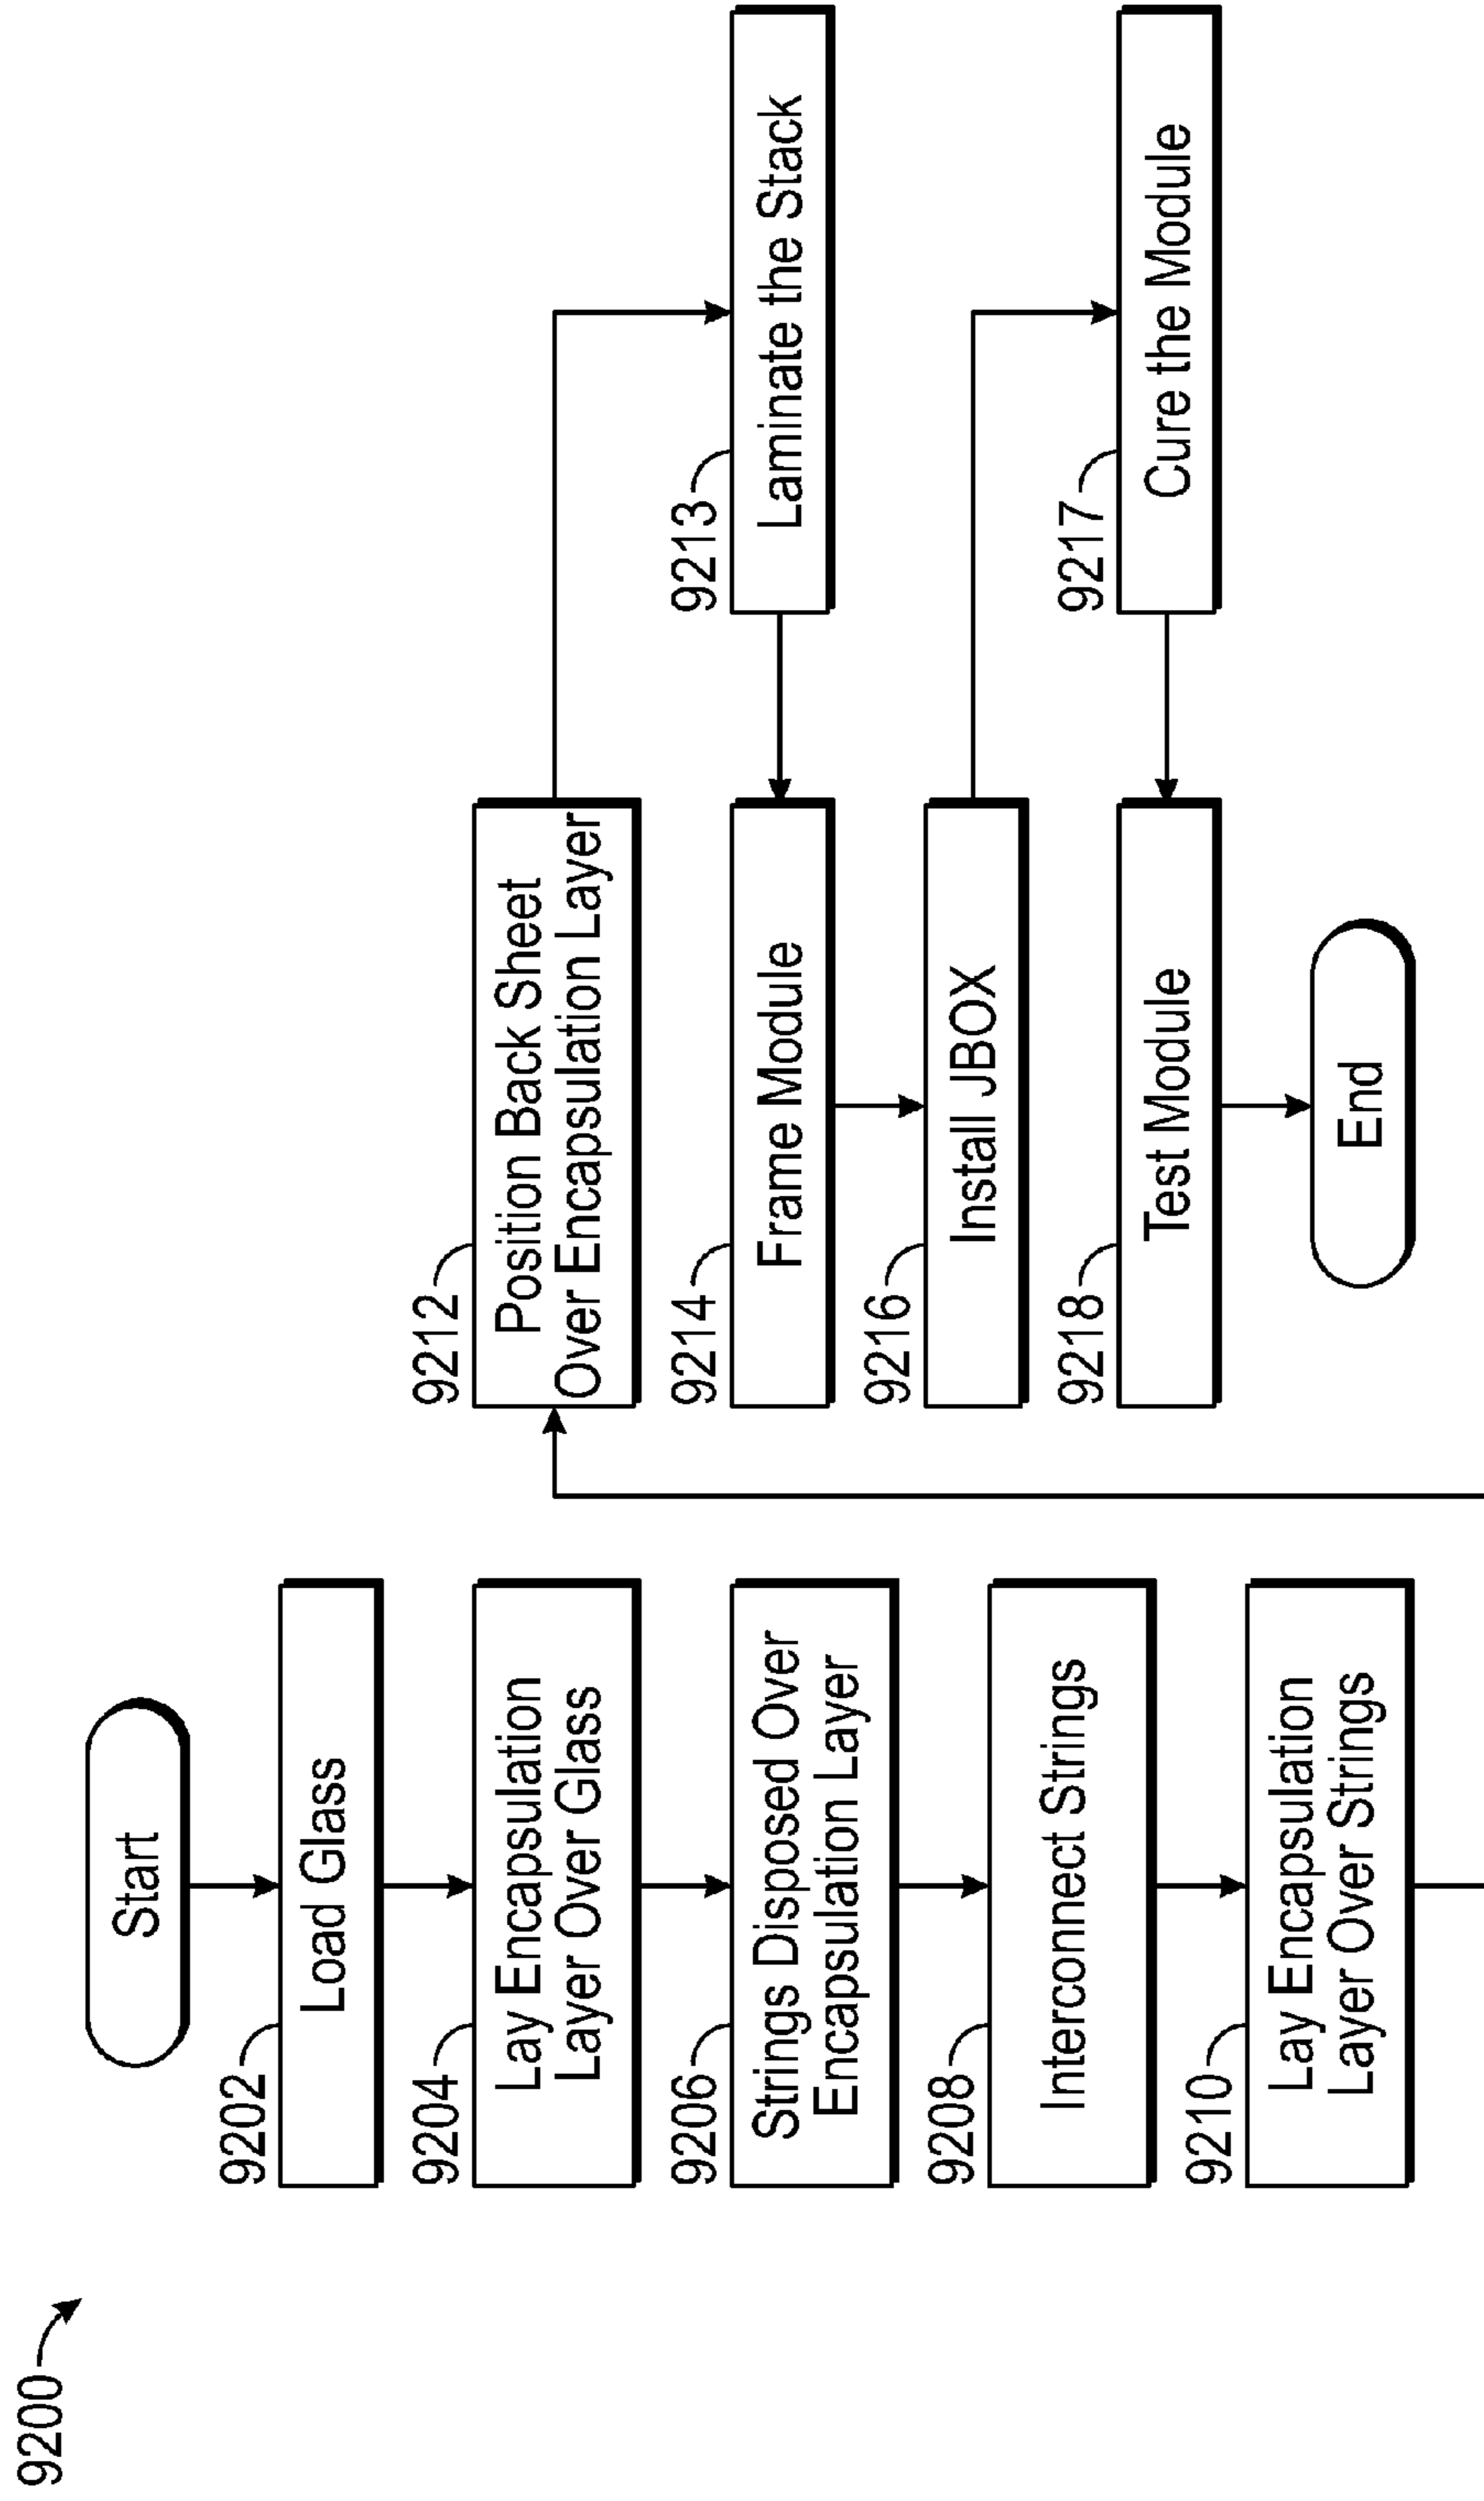 9200
Start
9202
Load Glass
9204
Lay Encapsulation
Layer Over Glass
9206
Strings Disposed Over
Encapsulation Layer
9208
Interconnect Strings
9210
Lay Encapsulation
Layer Over Strings
9212
Position Back Sheet
Over Encapsulation Layer
9213
Laminate the Stack
9214
Frame Module
9216
Install JBOX
9217
Cure the Module
9218
Test Module
End